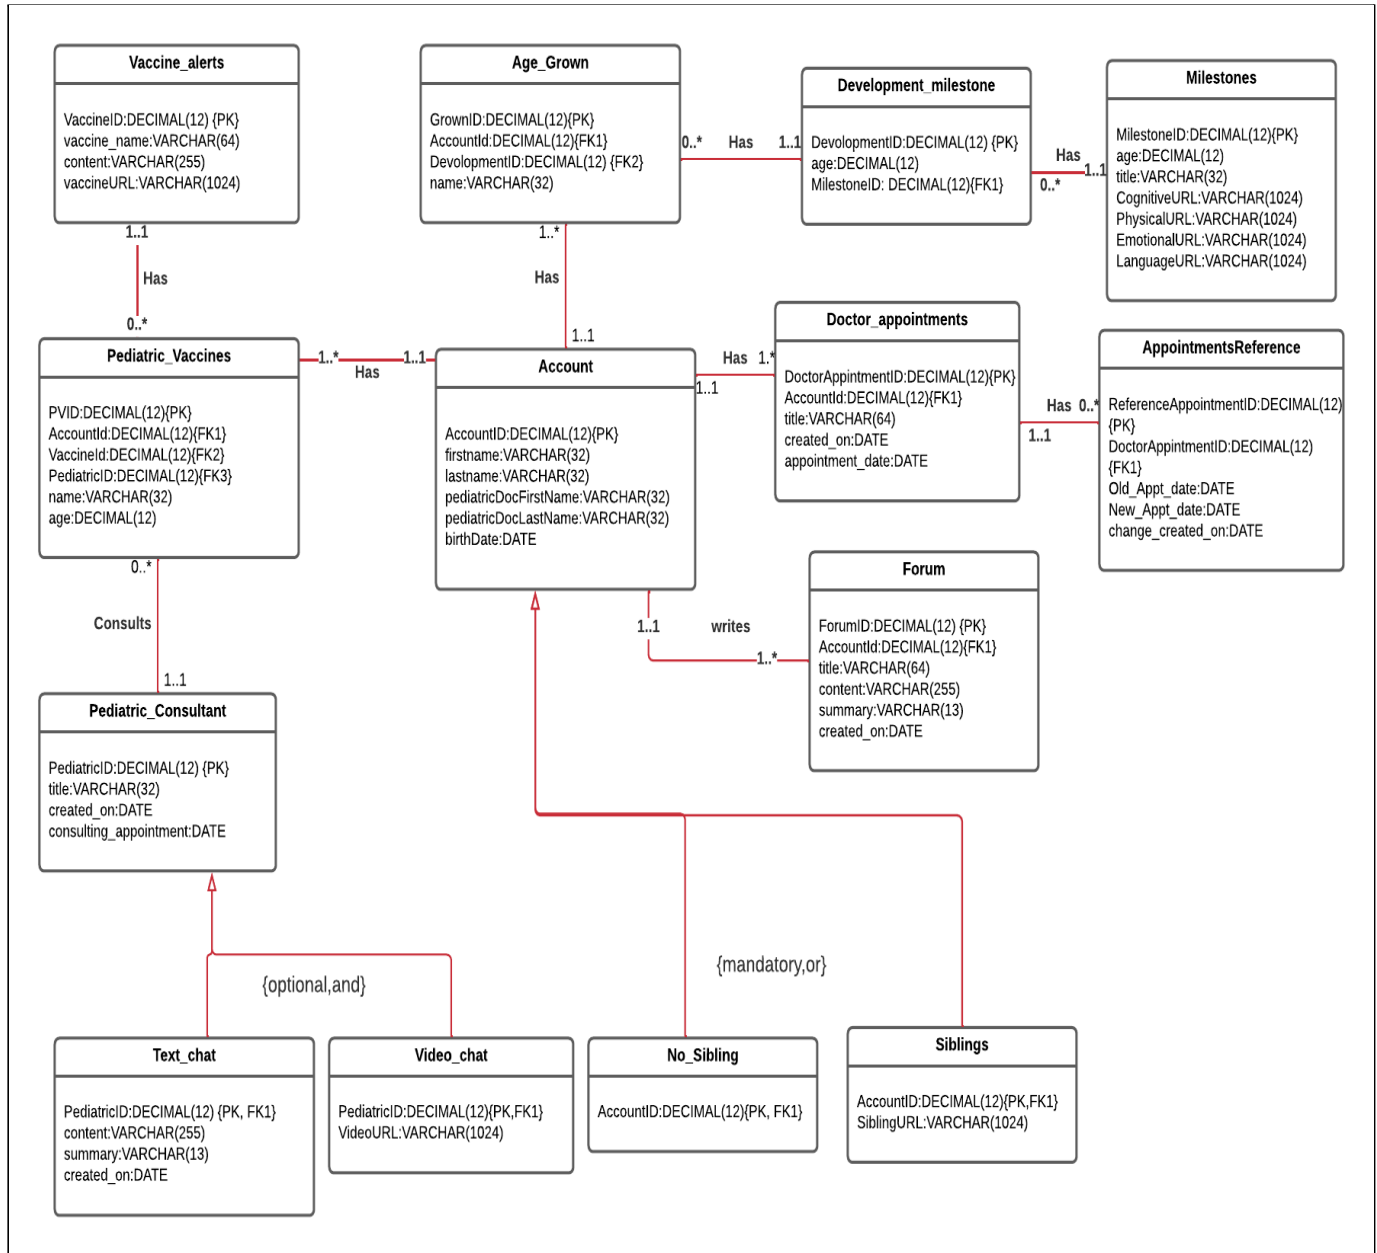 Vaccine_alerts
VaccineID:DECIMAL(12) {PK}
vaccine_name:VARCHAR(64)
content:VARCHAR(255)
vaccineURL:VARCHAR(1024)
1..1
Has
0..*
Age_Grown
GrownID:DECIMAL(12){PK}
AccountId:DECIMAL(12){FK1}
DevolopmentID:DECIMAL(12) {FK2}
name:VARCHAR(32)
0..* Has 1..1
1..*
Has
1..1
Development_milestone
DevolopmentID:DECIMAL(12) {PK}
age:DECIMAL(12)
MilestoneID: DECIMAL(12){FK1}
Has
1..1
0..*
Milestones
MilestoneID:DECIMAL(12){PK}
age:DECIMAL(12)
title:VARCHAR(32)
CognitiveURL:VARCHAR(1024)
PhysicalURL:VARCHAR(1024)
EmotionalURL:VARCHAR(1024)
LanguageURL:VARCHAR(1024)
Pediatric_Vaccines
PVID:DECIMAL(12){PK}
AccountId:DECIMAL(12){FK1}
VaccineId:DECIMAL(12){FK2}
PediatricID:DECIMAL(12){FK3}
name:VARCHAR(32)
age:DECIMAL(12)
1..* 1..1
Has
Account
AccountID:DECIMAL(12){PK}
firstname:VARCHAR(32)
lastname:VARCHAR(32)
pediatricDocFirstName:VARCHAR(32)
pediatricDocLastName:VARCHAR(32)
birthDate:DATE
Has 1.*
1..1
Doctor_appointments
DoctorAppintmentID:DECIMAL(12){PK}
AccountId:DECIMAL(12){FK1}
title:VARCHAR(64)
created_on:DATE
appointment_date:DATE
Has 0..*
1..1
AppointmentsReference
ReferenceAppointmentID:DECIMAL(12)
{PK}
DoctorAppintmentID:DECIMAL(12)
{FK1}
Old_Appt_date:DATE
New_Appt_date:DATE
change_created_on:DATE
0..*
Consults
1..1
1..1 writes
1..*
Forum
ForumID:DECIMAL(12) {PK}
AccountId:DECIMAL(12){FK1}
title:VARCHAR(64)
content:VARCHAR(255)
summary:VARCHAR(13)
created_on:DATE
Pediatric_Consultant
PediatricID:DECIMAL(12) {PK}
title:VARCHAR(32)
created_on:DATE
consulting_appointment:DATE
{optional,and}
{mandatory,or}
Text_chat
PediatricID:DECIMAL(12) {PK, FK1}
content:VARCHAR(255)
summary:VARCHAR(13)
created_on:DATE
Video_chat
PediatricID:DECIMAL(12){PK,FK1}
VideoURL:VARCHAR(1024)
No_Sibling
AccountID:DECIMAL(12){PK, FK1}
Siblings
AccountID:DECIMAL(12){PK,FK1}
SiblingURL:VARCHAR(1024)